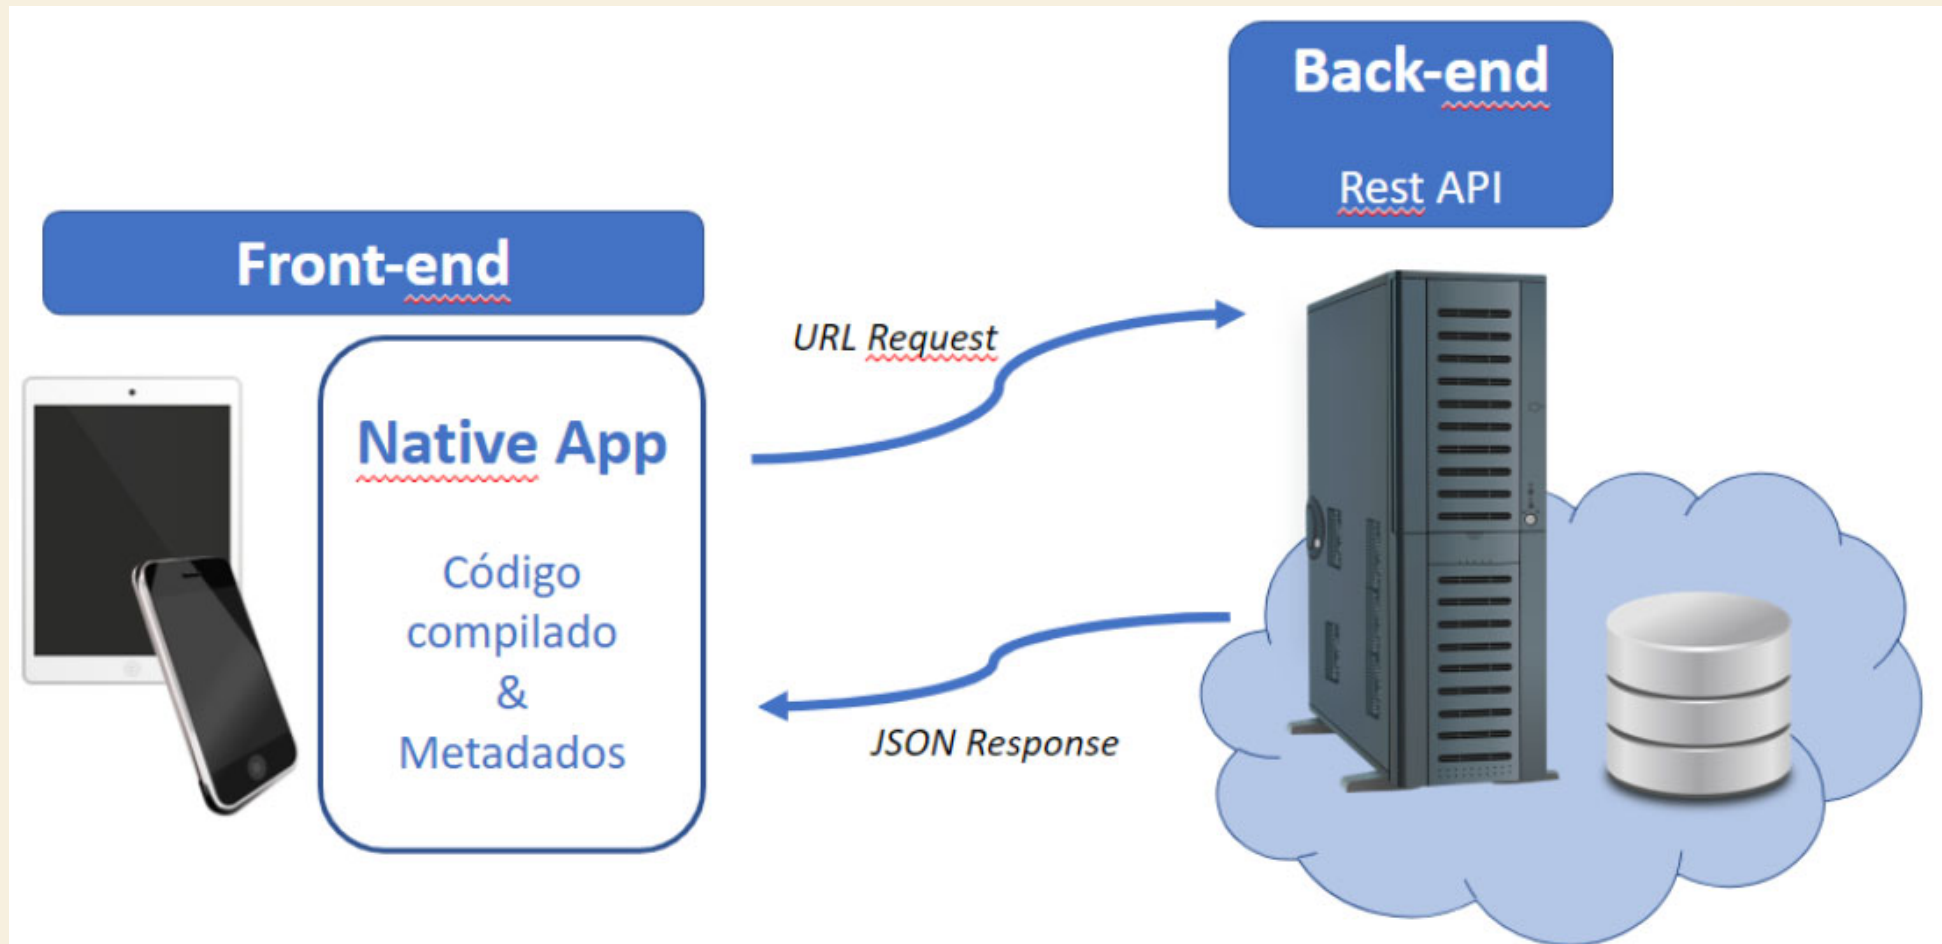 Back-end
Rest API
Front-end
URL Request
Native App
Código
compilado
&
Metadados
JSON Response